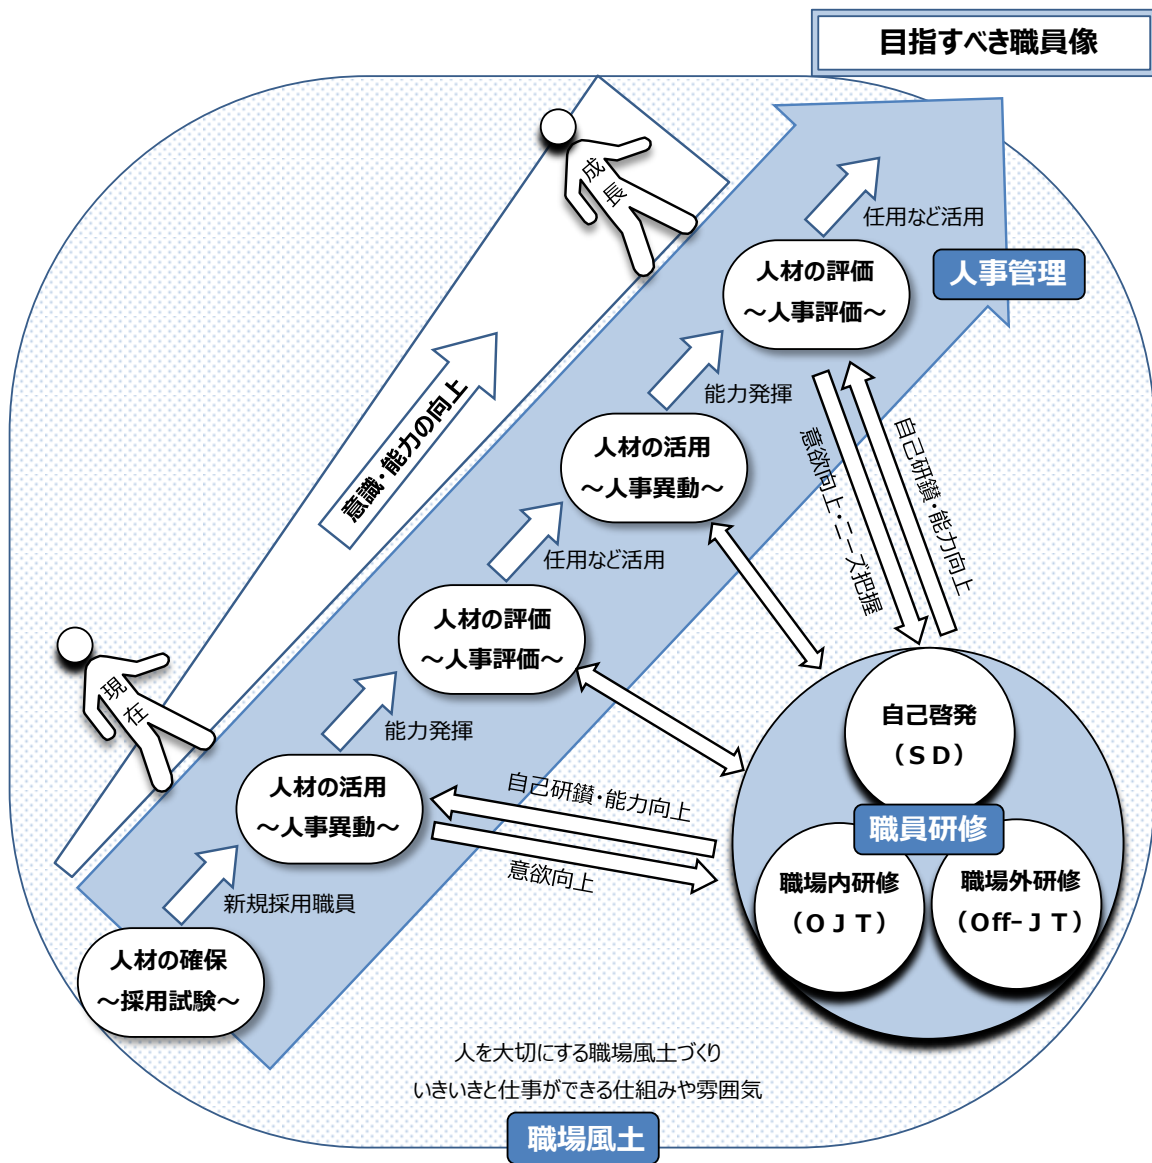 目指すべき職員像
成長
任用など活用
人事管理
人材の評価
～人事評価～
能力発揮
意識・能力の向上
人材の活用
～人事異動～
意欲向上・ニーズ把握
自己研鑽・能力向上
任用など活用
人材の評価
～人事評価～
現在
能力発揮
自己啓発
（ＳＤ）
人材の活用
～人事異動～
自己研鑽・能力向上
意欲向上
職員研修
職場内研修
（ＯＪＴ）
職場外研修
（Off-ＪＴ）
新規採用職員
人材の確保
～採用試験～
人を大切にする職場風土づくり
いきいきと仕事ができる仕組みや雰囲気
職場風土